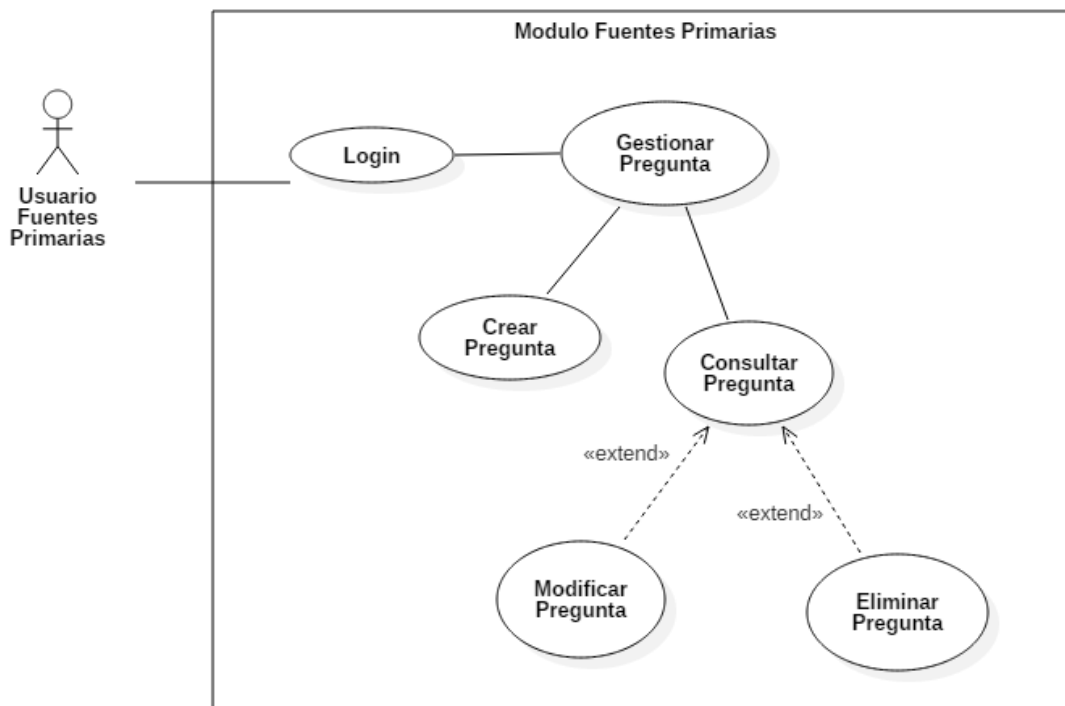 Modulo Fuentes Primarias
Usuario
Fuentes
Primarias
Login
Gestionar
Pregunta
Crear
Pregunta
Consultar
Pregunta
«extend»
«extend»
Modificar
Pregunta
Eliminar
Pregunta